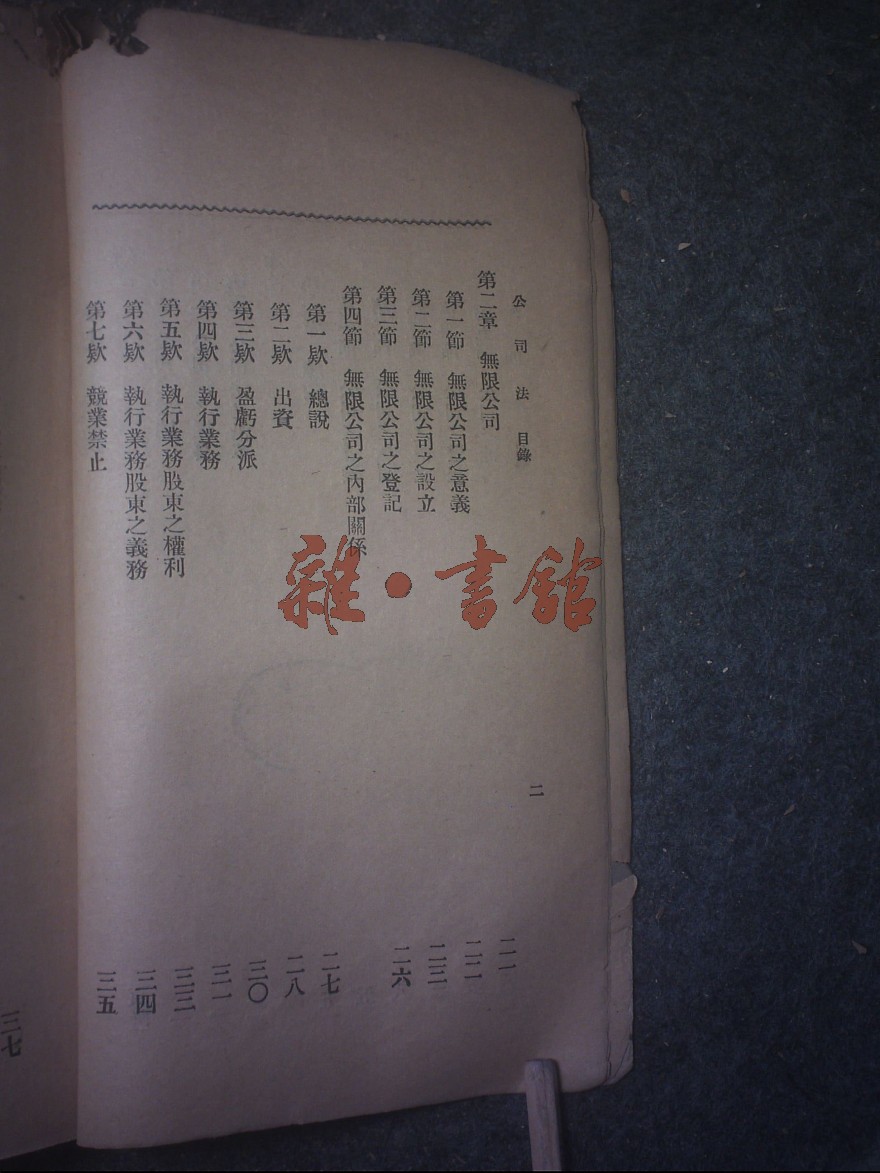 公司法 目錄 二
第二章 無限公司 二一
第一節 無限公司之意義 二二
第二節 無限公司之設立 二三
第三節 無限公司之登記 二六
第四節 無限公司之內部關係
第一欵 總說 二七
第二欵 出資 二八
第三欵 盈虧分派 三〇
第四欵 執行業務 三一
第五欵 執行業務股東之權利 三三
第六欵 執行業務股東之義務 三四
第七欵 競業禁止 三五
三七
雜·書館